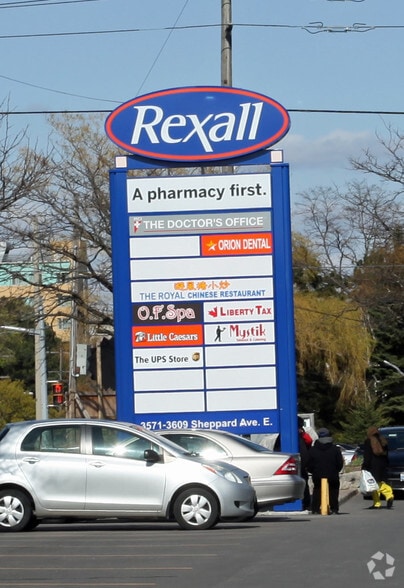 Rexall
A pharmacy first.
THE DOCTOR'S OFFICE
ORION DENTAL
THE ROYAL CHINESE RESTAURANT
O.F.Spa
LIBERTY TAX
Little Caesars
Mystik
The UPS Store
ups
3571-3609 Sheppard Ave. E.